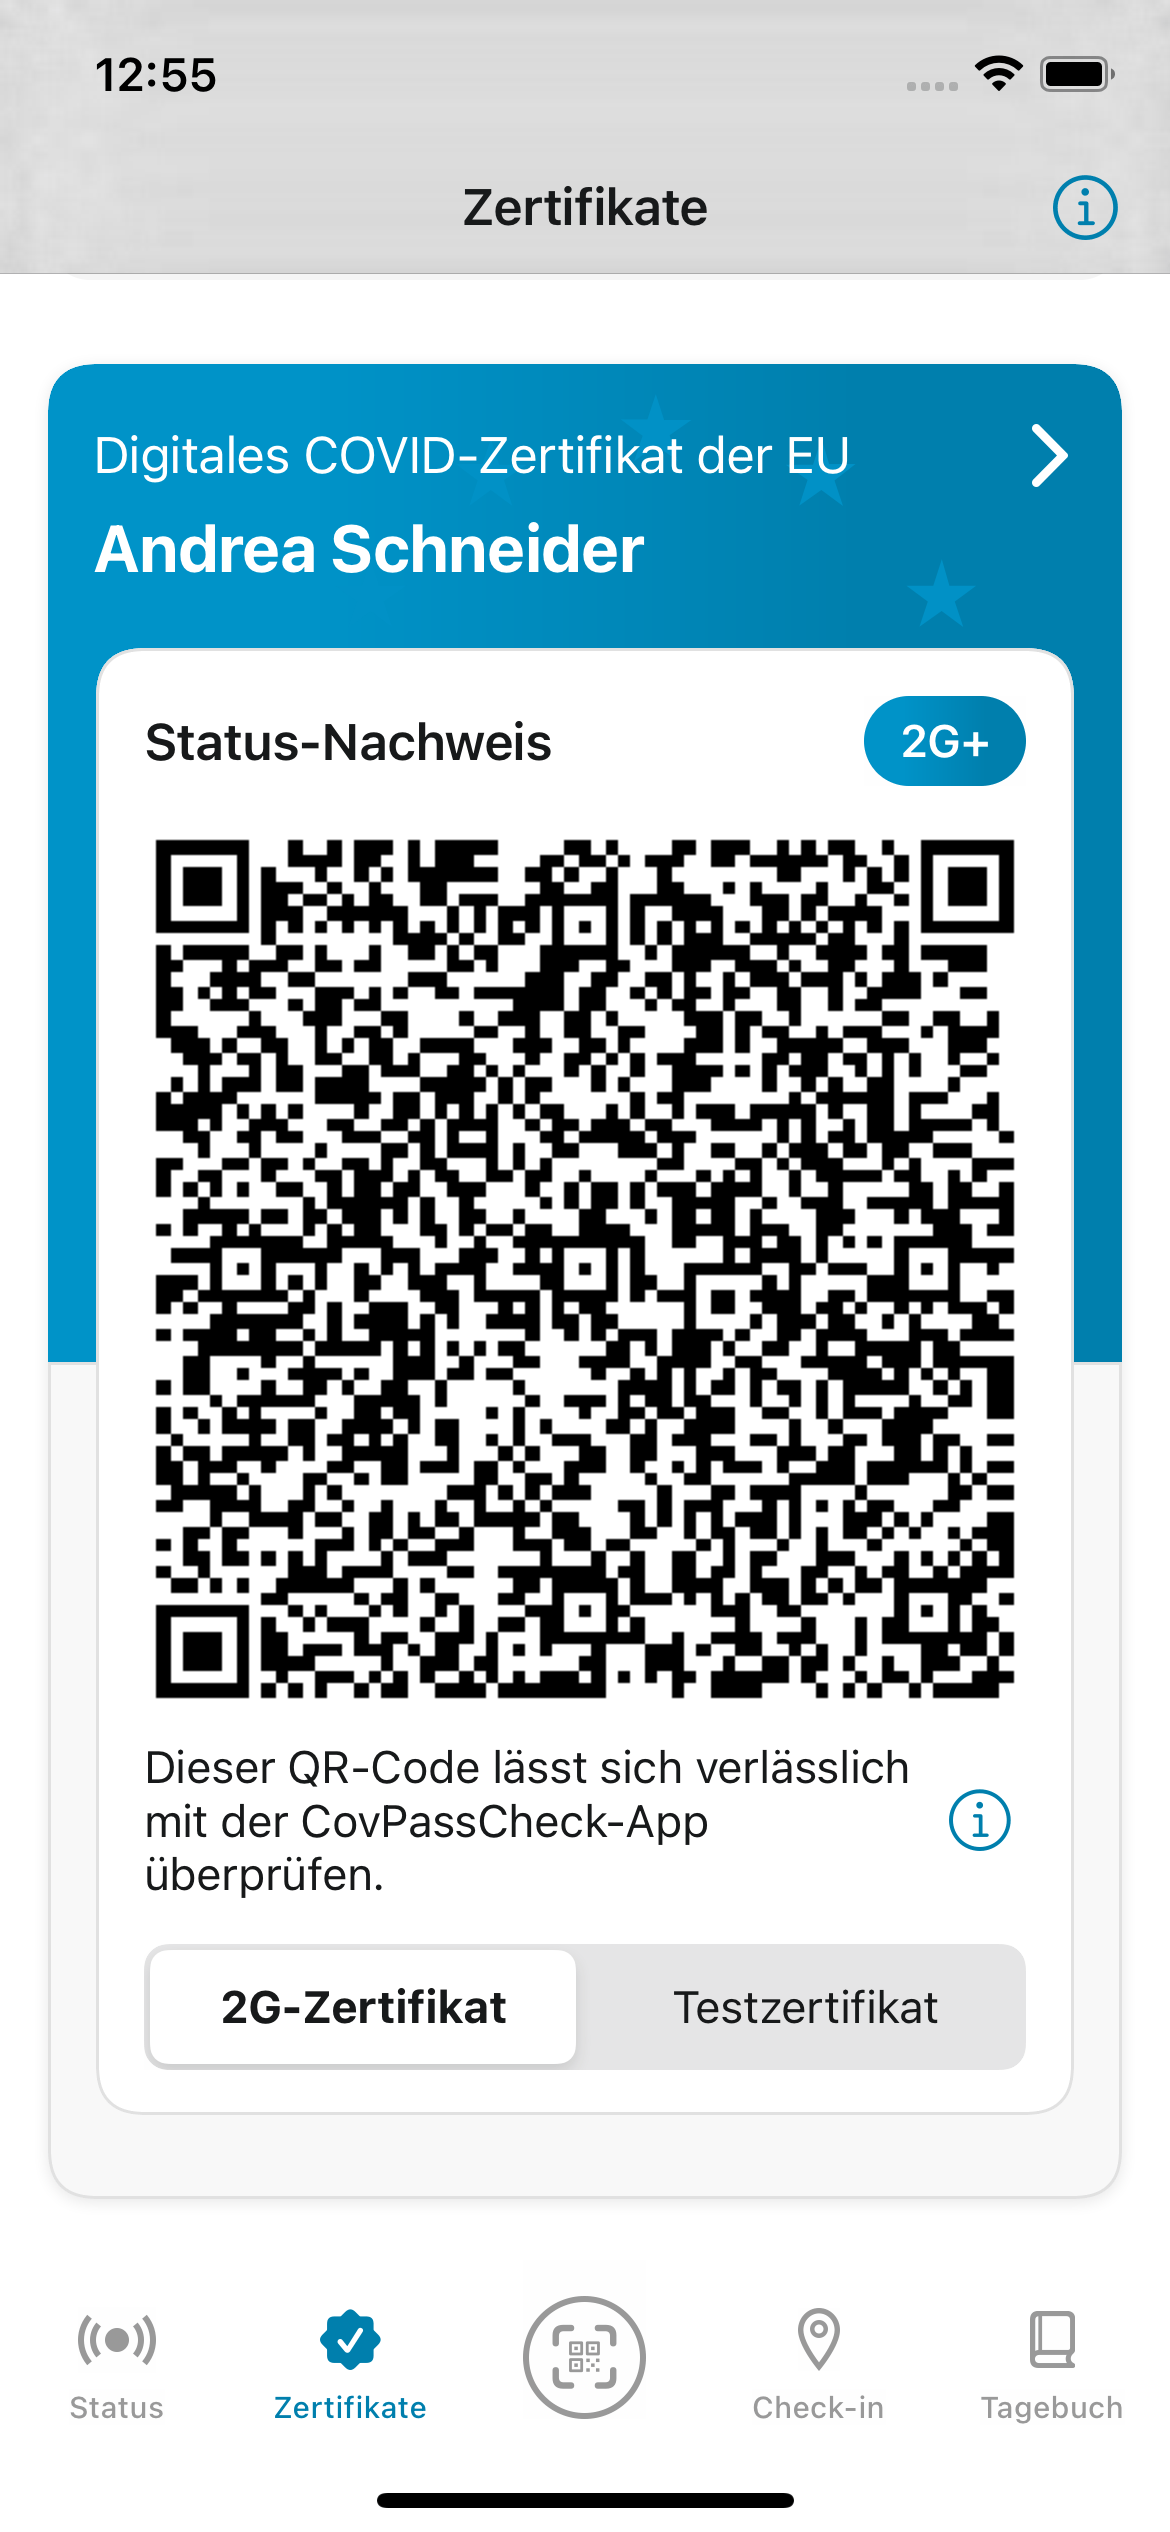 12:55
Zertifikate
Digitales COVID-Zertifikat der EU
Andrea Schneider
Status-Nachweis
2G+
Dieser QR-Code lässt sich verlässlich
mit der CovPassCheck-App
überprüfen.
2G-Zertifikat
Testzertifikat
Status
Zertifikate
Check-in
Tagebuch